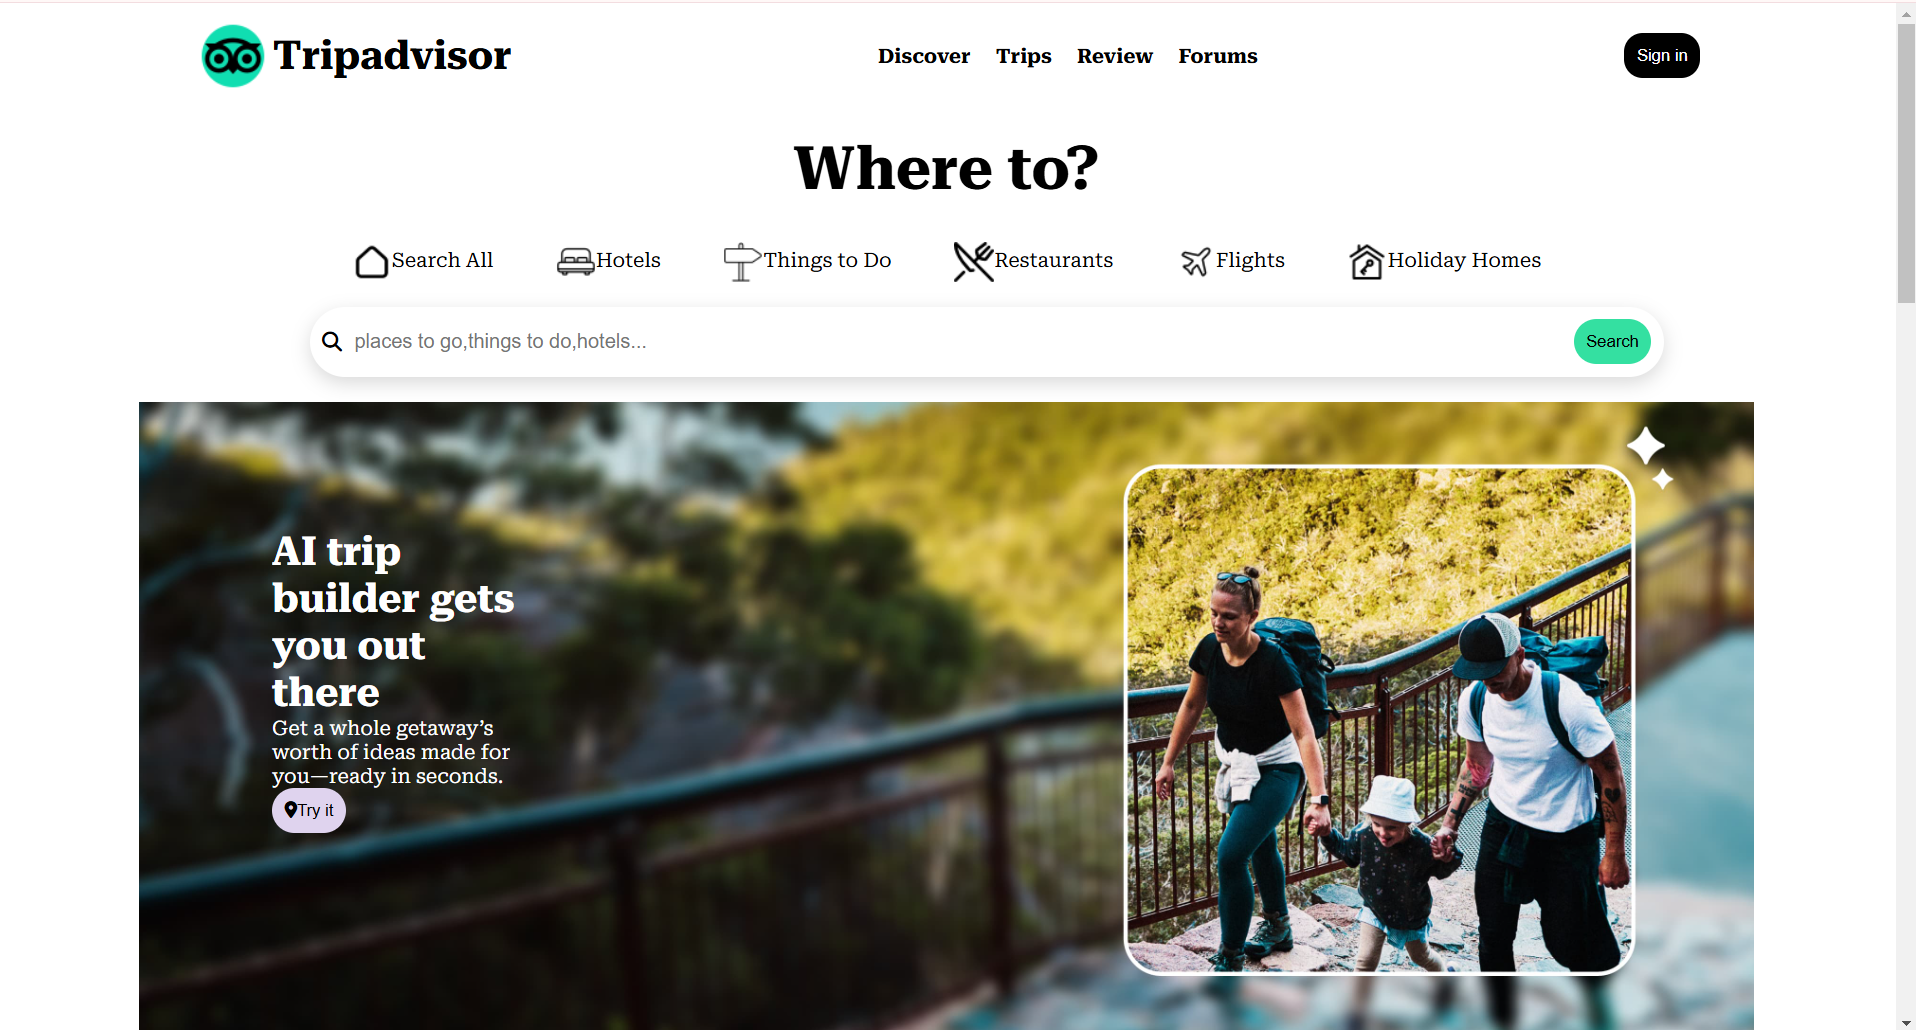 Tripadvisor
Discover Trips Review Forums
Sign in
Where to?
Search All Hotels Things to Do Restaurants Flights Holiday Homes
places to go,things to do,hotels...
Search
AI trip
builder gets
you out
there
Get a whole getaway’s
worth of ideas made for
you—ready in seconds.
Try it